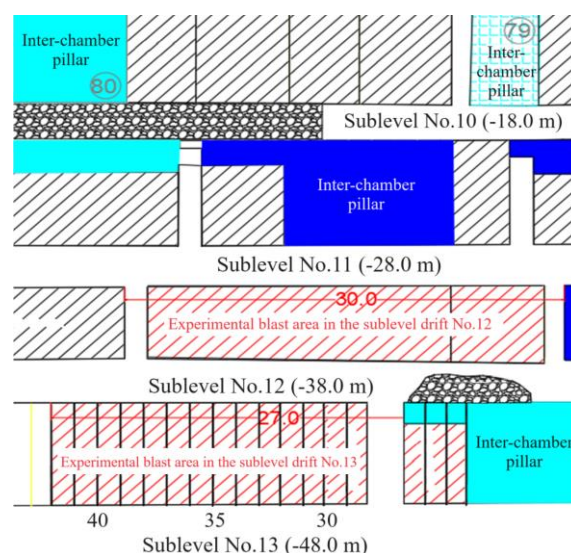 Inter-chamber
pillar
80
79
Inter-
chamber
pillar
Sublevel No.10 (-18.0 m)
Inter-chamber
pillar
Sublevel No.11 (-28.0 m)
30,0
Experimental blast area in the sublevel drift No.12
Sublevel No.12 (-38.0 m)
27,0
Experimental blast area in the sublevel drift No.13
Inter-chamber
pillar
40 35 30
Sublevel No.13 (-48.0 m)